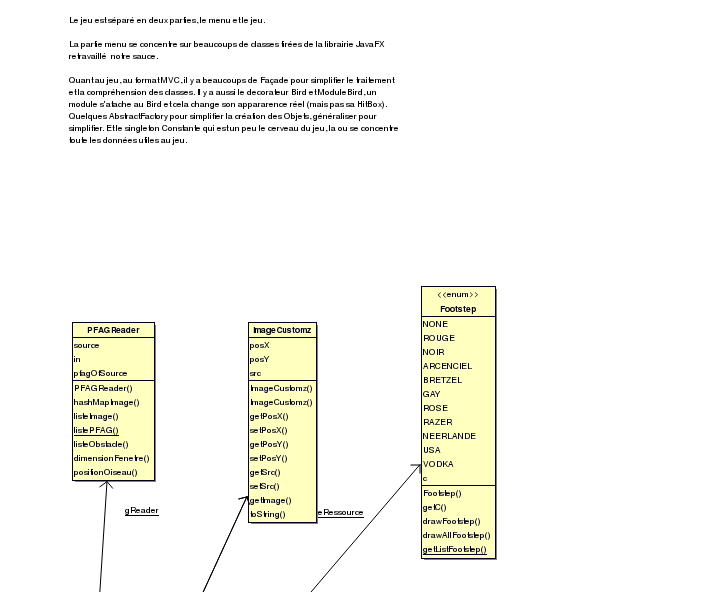 Le jeu est séparé en deux parties, le menu et le jeu.
La partie menu se concentre sur beaucoups de classes tirées de la librairie JavaFX
retravaillé notre sauce.
Quant au jeu, au format MVC, il y a beaucoups de Façade pour simplifier le traitement
et la compréhension des classes. Il y a aussi le decorateur Bird et ModuleBird, un
module s'atache au Bird et cela change son appararence réel (mais pas sa HitBox).
Quelques AbstractFactory pour simplifier la création des Objets, généraliser pour
simplifier. Et le singleton Constante qui est un peu le cerveau du jeu, la ou se concentre
toute les données utiles au jeu.
PFAGReader
source
in
pfagOfSource
PFAGReader()
hashMapImage()
listeImage()
listePFAG()
listeObstacle()
dimensionFenetre()
positionOiseau()
gReader
ImageCustomz
posX
posY
src
ImageCustomz()
ImageCustomz()
getPosX()
setPosX()
getPosY()
setPosY()
getSrc()
setSrc()
getImage()
toString()
eRessource
<<enum>>
Footstep
NONE
ROUGE
NOIR
ARCENCIEL
BRETZEL
GAY
ROSE
RAZER
NEERLANDE
USA
VODKA
c
Footstep()
getC()
drawFootstep()
drawAllFootstep()
getListFootstep()